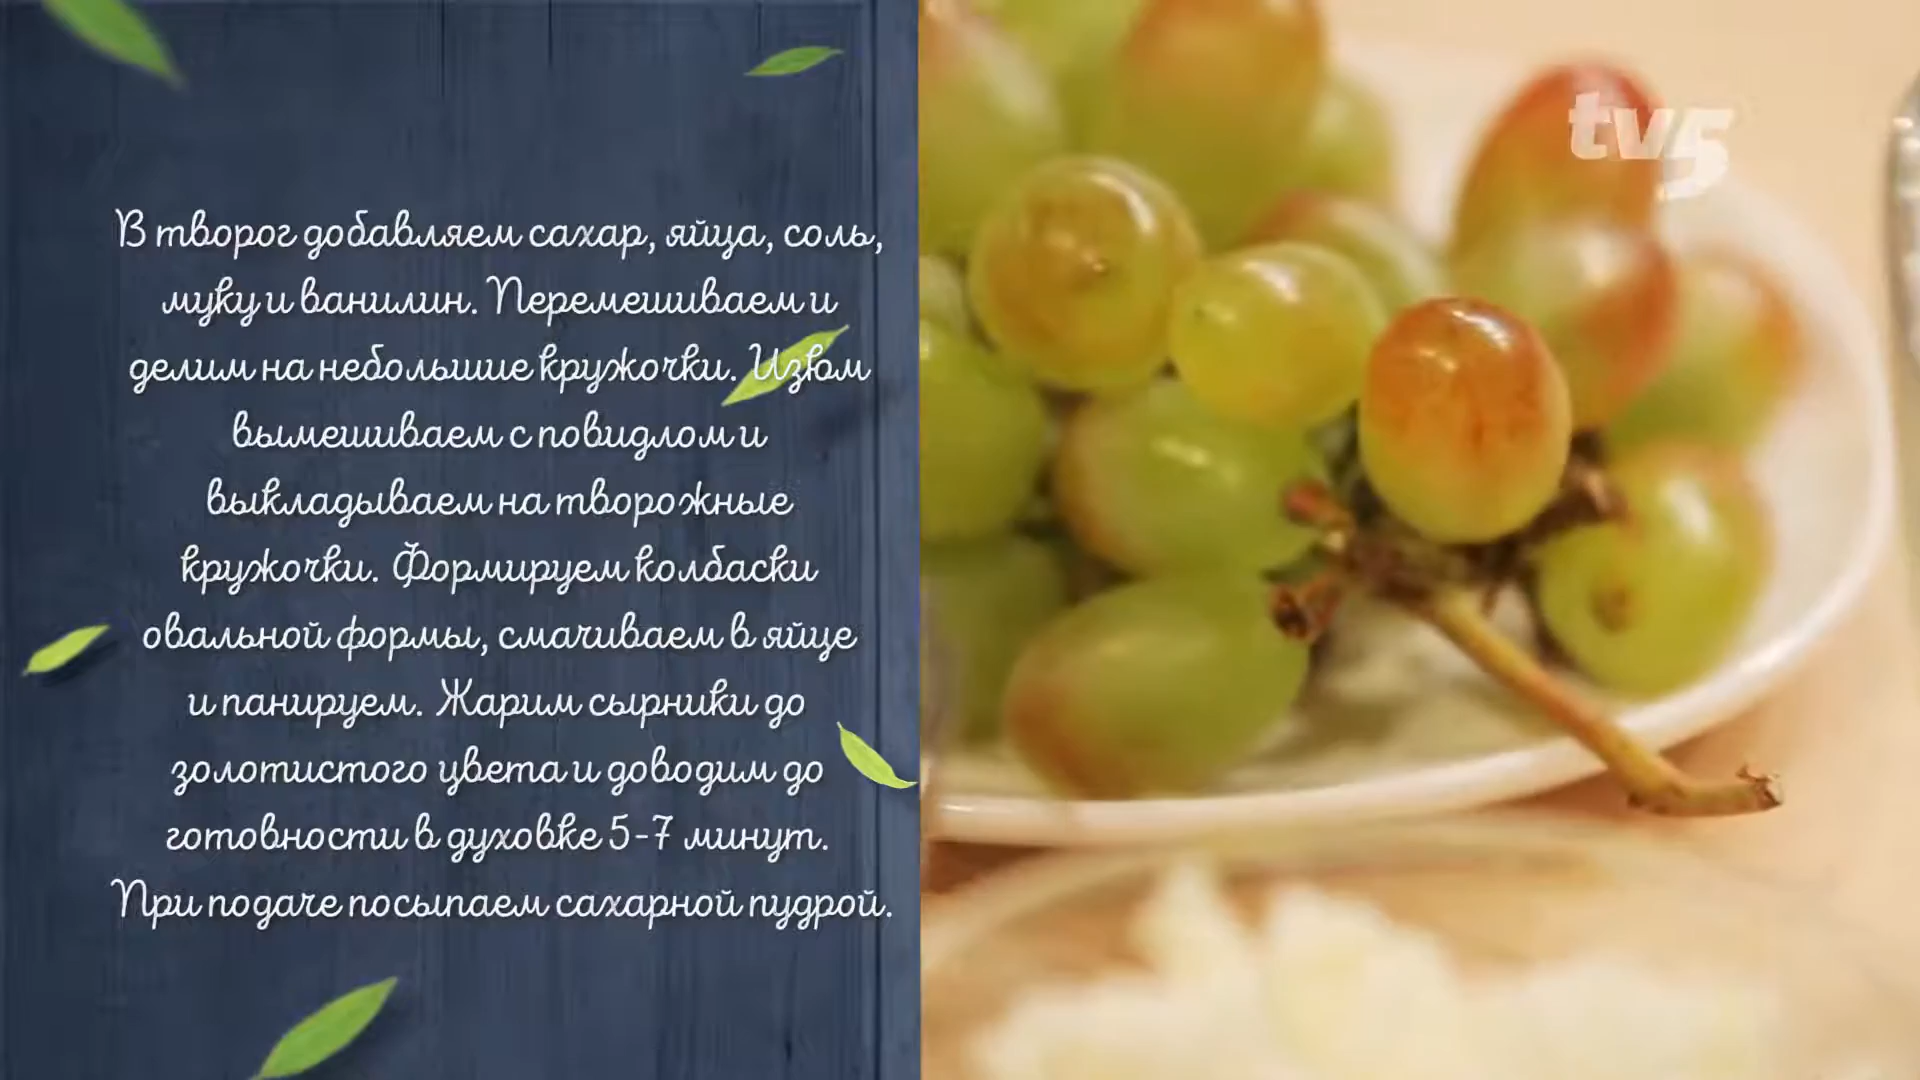 В творог добавляем сахар, яйца, соль,
муку и ванилин. Перемешиваем и
делим на небольшие кружочки. Изюм
вымешиваем с повидлом и
выкладываем на творожные
кружочки. Формируем колбаски
овальной формы, смачиваем в яйце
и панируем. Жарим сырники до
золотистого цвета и доводим до
готовности в духовке 5-7 минут.
При подаче посыпаем сахарной пудрой.
tv5